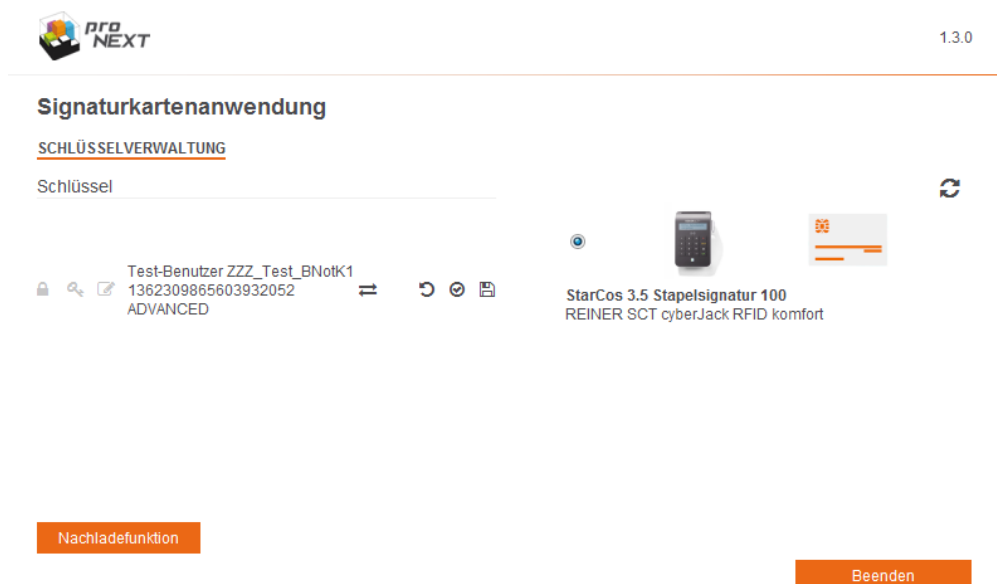 pro
NEXT
1.3.0
Signaturkartenanwendung
SCHLÜSSELVERWALTUNG
Schlüssel
Test-Benutzer ZZZ_Test_BNotK1
1362309865603932052
ADVANCED
StarCos 3.5 Stapelsignatur 100
REINER SCT cyberJack RFID komfort
Nachladefunktion
Beenden